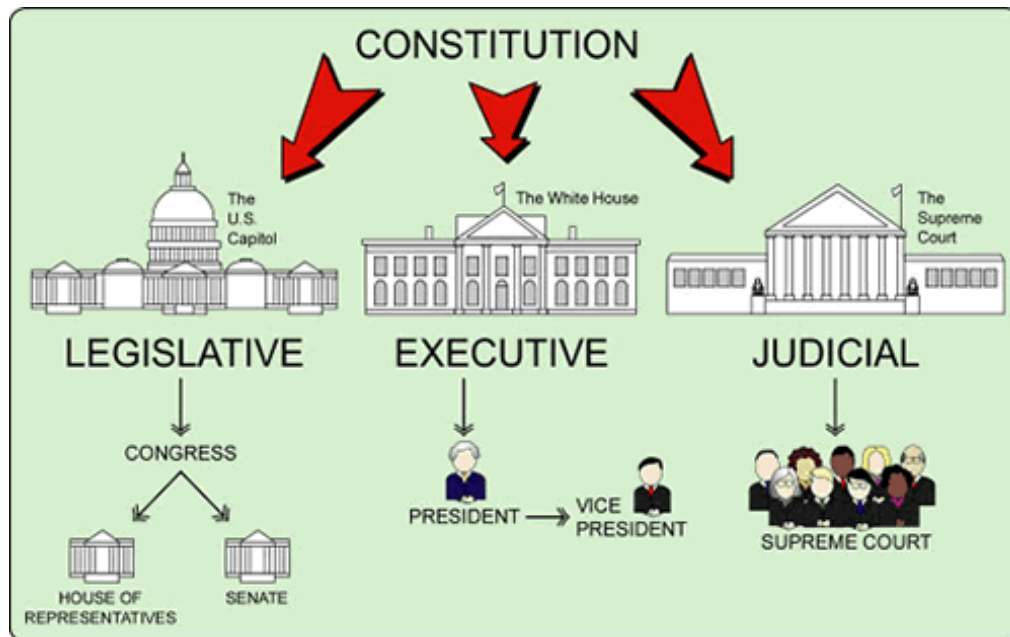 CONSTITUTION
The
U.S.
Capitol
The White House
The
Supreme
Court
LEGISLATIVE
EXECUTIVE
JUDICIAL
CONGRESS
PRESIDENT
VICE
PRESIDENT
SUPREME COURT
HOUSE OF
REPRESENTATIVES
SENATE